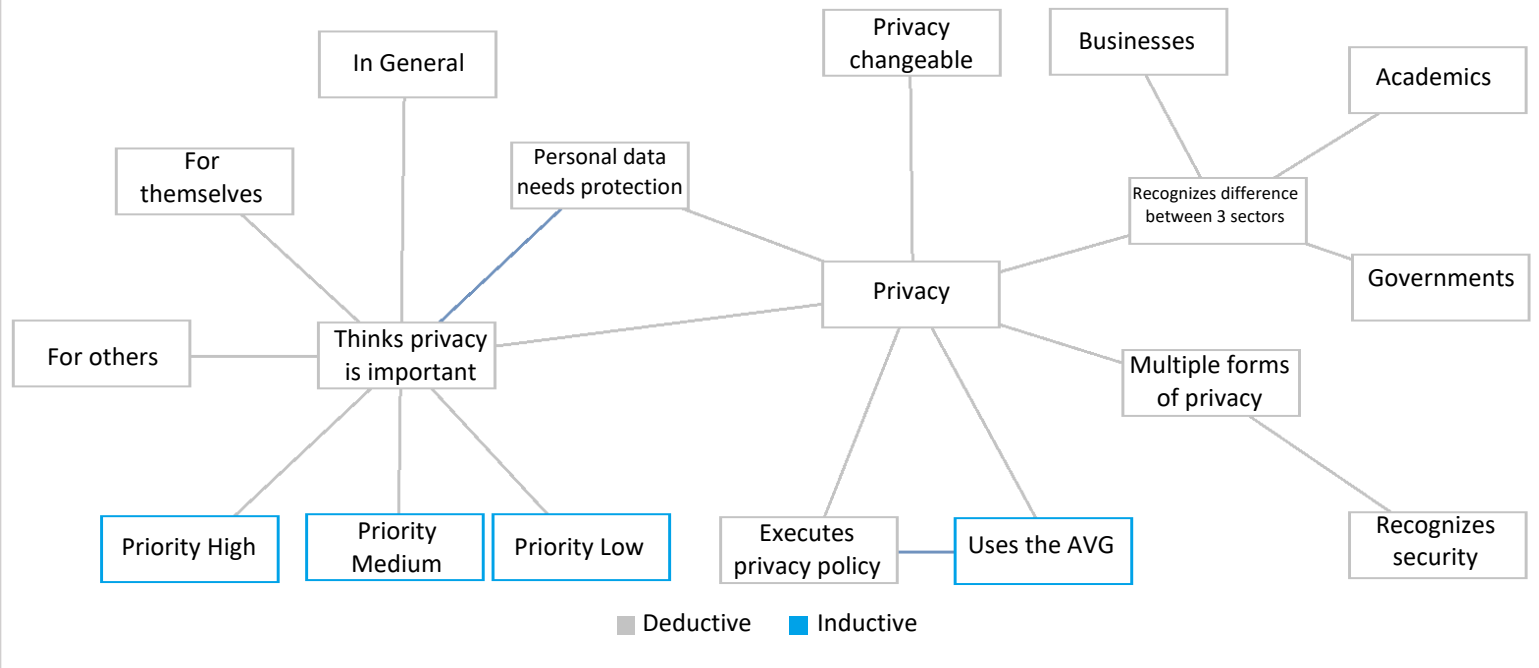 Privacy
changeable
Businesses
In General
Academics
For
themselves
Personal data
needs protection
Recognizes difference
between 3 sectors
Governments
Privacy
Thinks privacy
is important
For others
Multiple forms
of privacy
Priority High
Priority
Medium
Priority Low
Executes
privacy policy
Uses the AVG
Recognizes
security
Deductive
Inductive